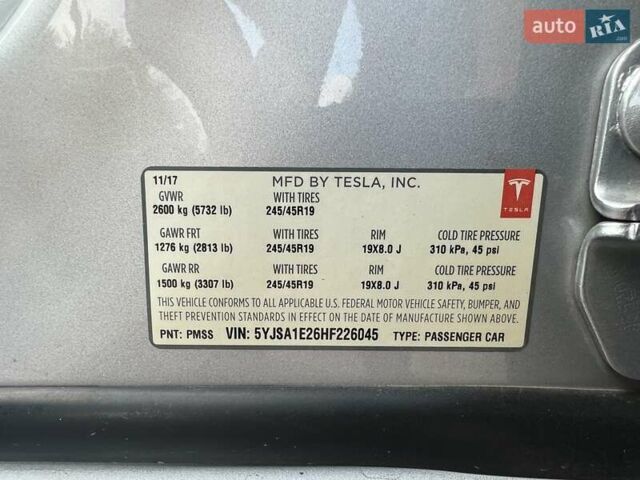 auto RIA.com
11/17 MFD BY TESLA, INC.
GVWR WITH TIRES
2600 kg (5732 lb) 245/45R19
TESLA
GAWR FRT WITH TIRES RIM COLD TIRE PRESSURE
1276 kg (2813 lb) 245/45R19 19X8.0 J 310 kPa, 45 psi
GAWR RR WITH TIRES RIM COLD TIRE PRESSURE
1500 kg (3307 lb) 245/45R19 19X8.0 J 310 kPa, 45 psi
THIS VEHICLE CONFORMS TO ALL APPLICABLE U.S. FEDERAL MOTOR VEHICLE SAFETY, BUMPER, AND
THEFT PREVENTION STANDARDS IN EFFECT ON THE DATE OF MANUFACTURE SHOWN ABOVE.
PNT: PMSS VIN: 5YJSA1E26HF226045 TYPE: PASSENGER CAR